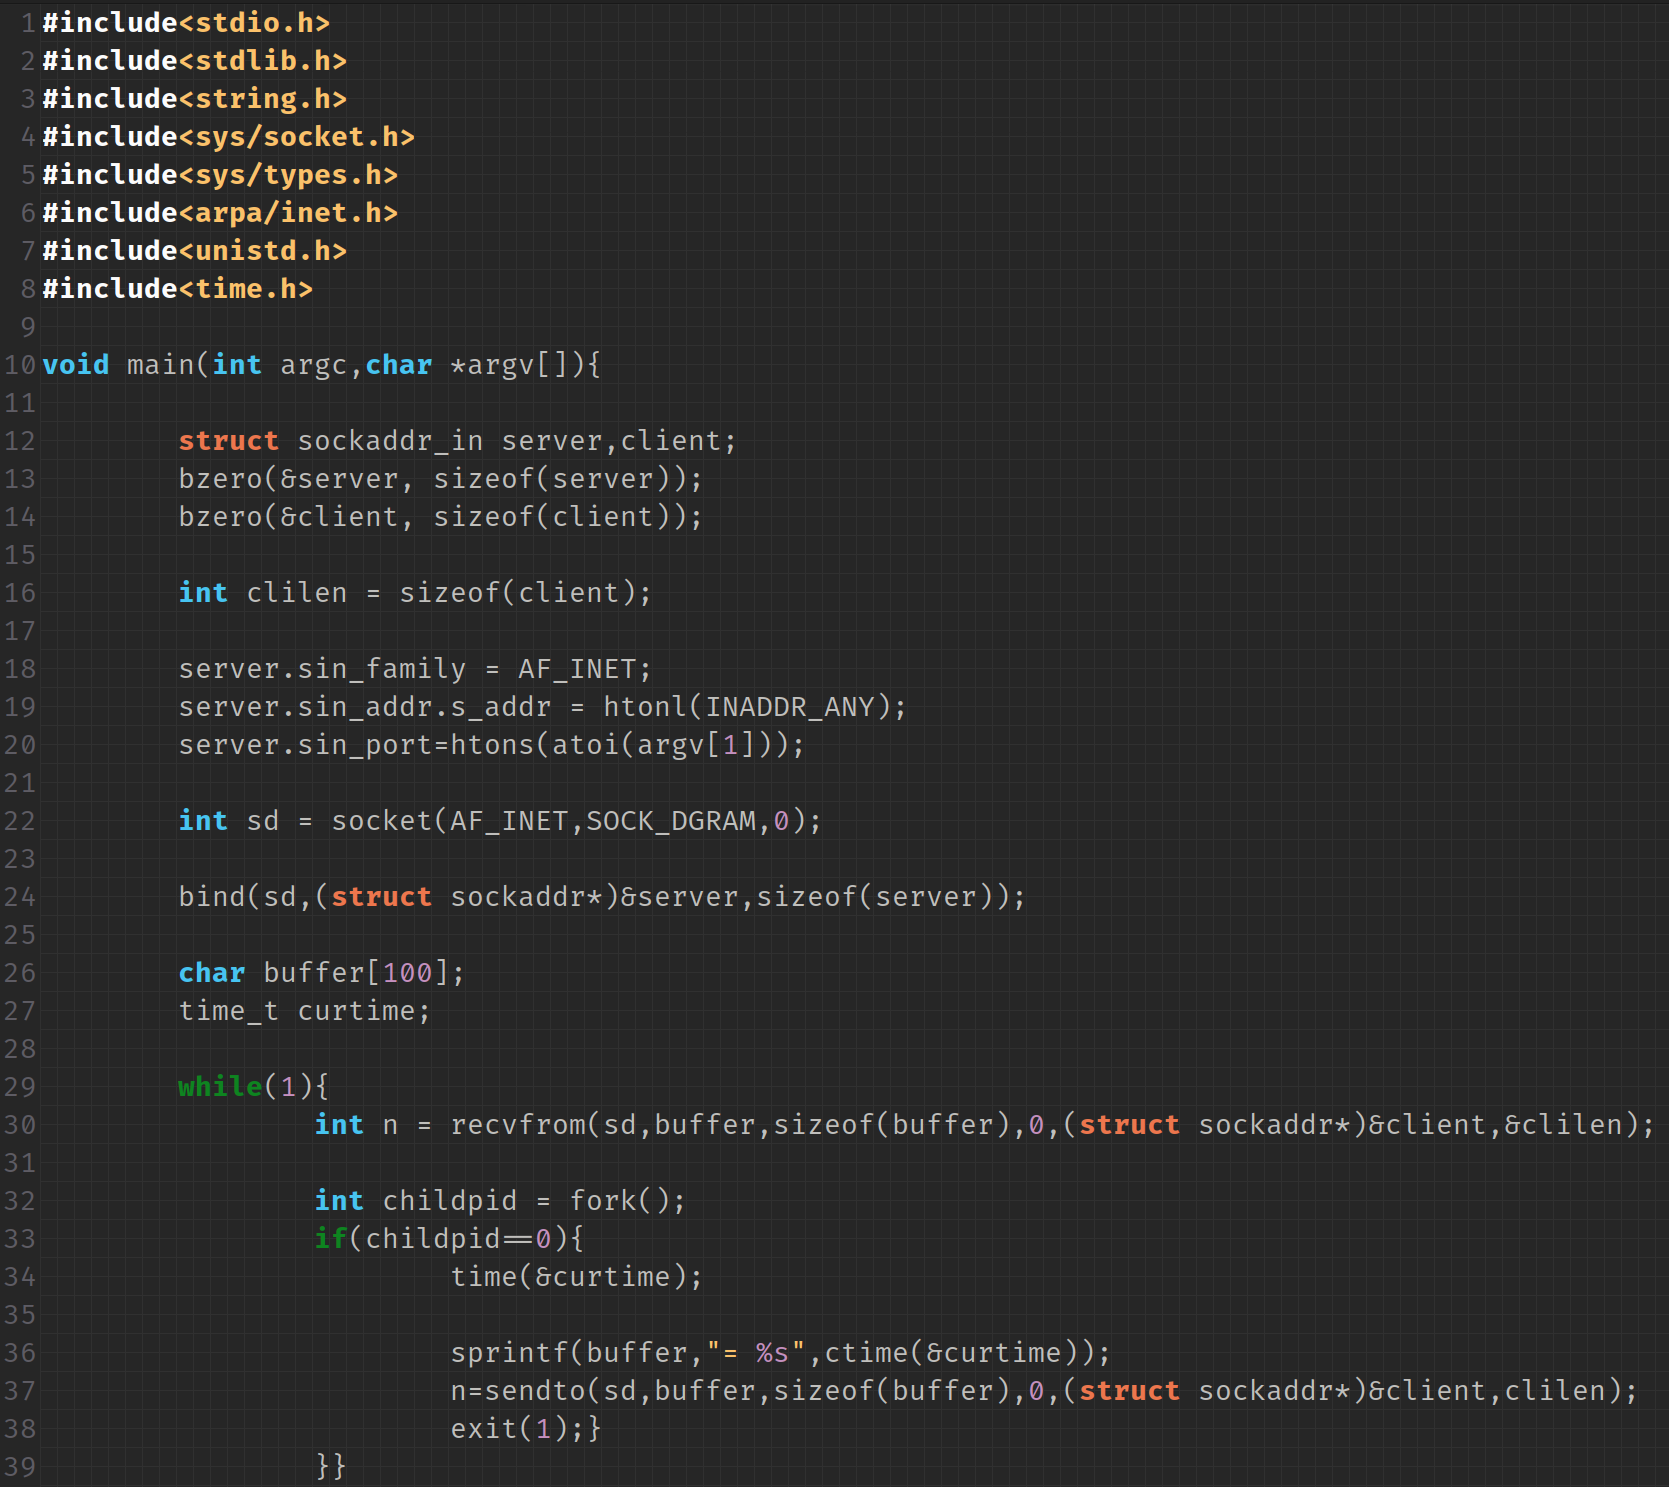 1 #include<stdio.h>
2 #include<stdlib.h>
3 #include<string.h>
4 #include<sys/socket.h>
5 #include<sys/types.h>
6 #include<arpa/inet.h>
7 #include<unistd.h>
8 #include<time.h>
9
10 void main(int argc,char *argv[]){
11
12         struct sockaddr_in server,client;
13         bzero(&server, sizeof(server));
14         bzero(&client, sizeof(client));
15
16         int clilen = sizeof(client);
17
18         server.sin_family = AF_INET;
19         server.sin_addr.s_addr = htonl(INADDR_ANY);
20         server.sin_port=htons(atoi(argv[1]));
21
22         int sd = socket(AF_INET,SOCK_DGRAM,0);
23
24         bind(sd,(struct sockaddr*)&server,sizeof(server));
25
26         char buffer[100];
27         time_t curtime;
28
29         while(1){
30                 int n = recvfrom(sd,buffer,sizeof(buffer),0,(struct sockaddr*)&client,&clilen);
31
32                 int childpid = fork();
33                 if(childpid==0){
34                         time(&curtime);
35
36                         sprintf(buffer,"= %s",ctime(&curtime));
37                         n=sendto(sd,buffer,sizeof(buffer),0,(struct sockaddr*)&client,clilen);
38                         exit(1);}
39                 }}